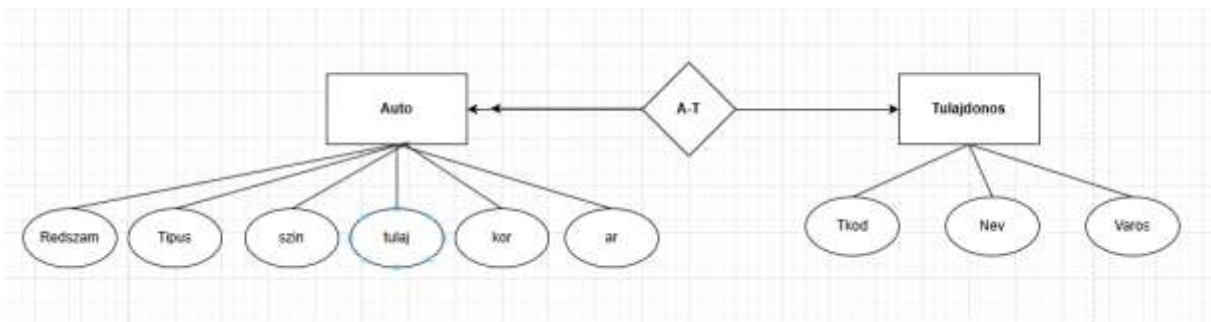 Auto
A-T
Tulajdonos
Redszam
Tipus
szin
tulaj
kor
ar
Tkod
Nev
Varos